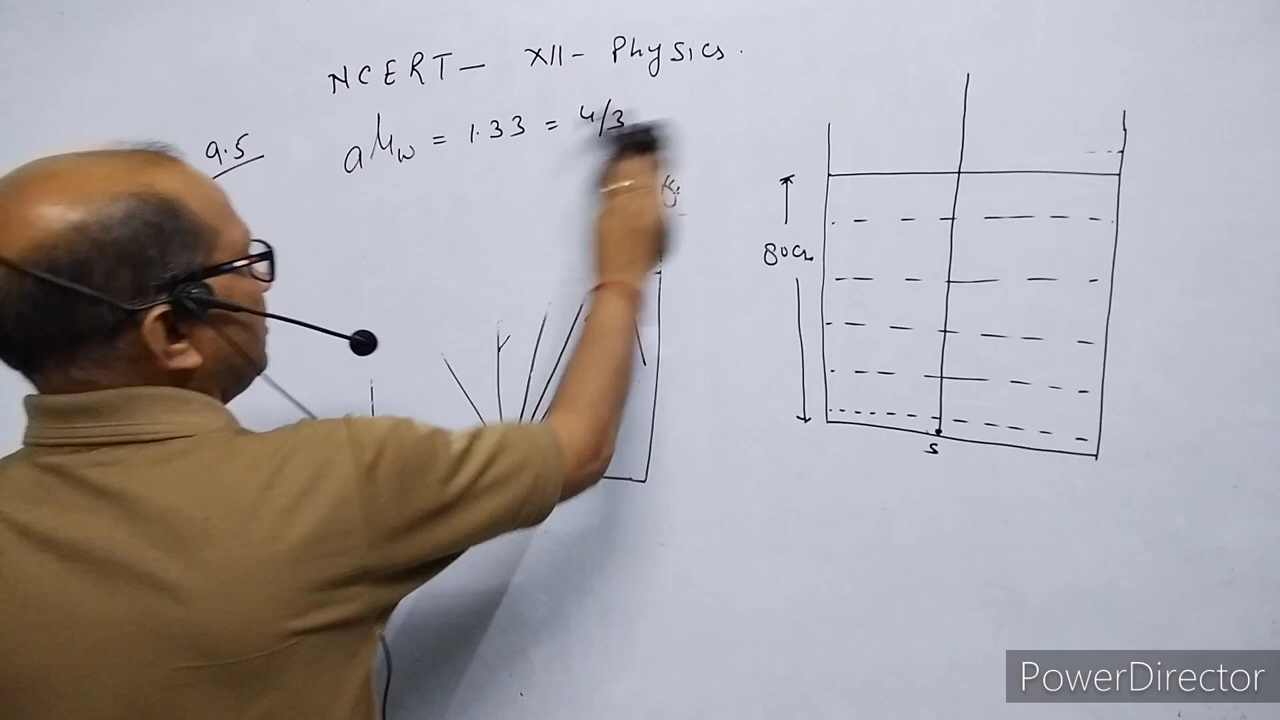 NCERT- XII- Physics.
9.5
aμw = 1.33 = 4/3
80cm
S
PowerDirector